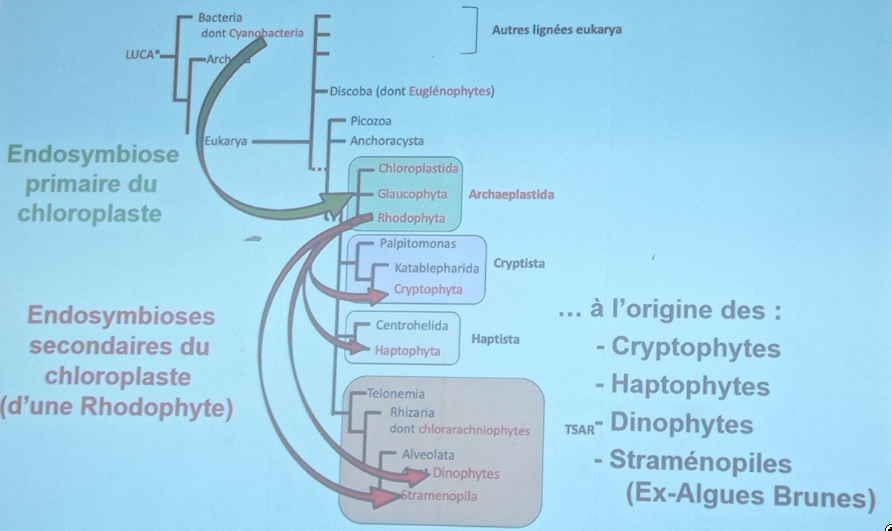 Bacteria
dont Cyanobacteria
LUCA*
Eukarya
Autres lignées eukarya
Discoba (dont Euglénophytes)
Picozoa
Anchoracysta
Endosymbiose
primaire du
chloroplaste
Chloroplastida
Glaucophyta
Rhodophyta
Archaeplastida
Palpitomonas
Katablepharida
Cryptophyta
Cryptista
Endosymbioses
secondaires du
chloroplaste
(d'une Rhodophyte)
Centrohelida
Haptophyta
Haptista
Telonemia
Rhizaria
dont chlorarachniophytes
Alveolata
Dinophytes
Stramenopila
TSAR
... à l'origine des :
- Cryptophytes
- Haptophytes
- Dinophytes
- Straménopiles
(Ex-Algues Brunes)